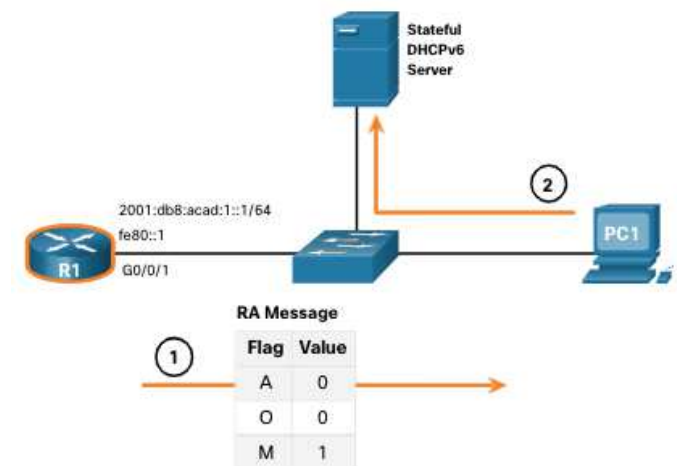 Stateful
DHCPv6
Server
2
2001:db8:acad:1::1/64
fe80::1
R1
G0/0/1
PC1
RA Message
1
Flag Value
A 0
O 0
M 1